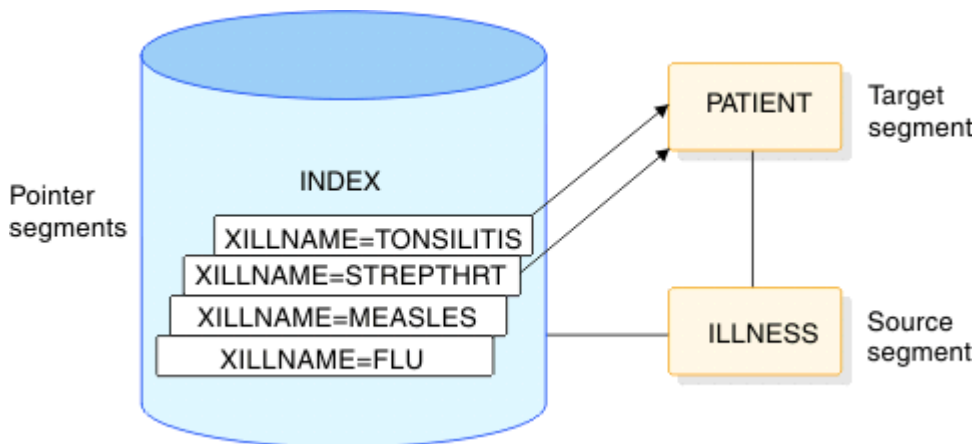 Pointer
segments
INDEX
XILLNAME=TONSILITIS
XILLNAME=STREPTHRT
XILLNAME=MEASLES
XILLNAME=FLU
PATIENT
Target
segment
ILLNESS
Source
segment